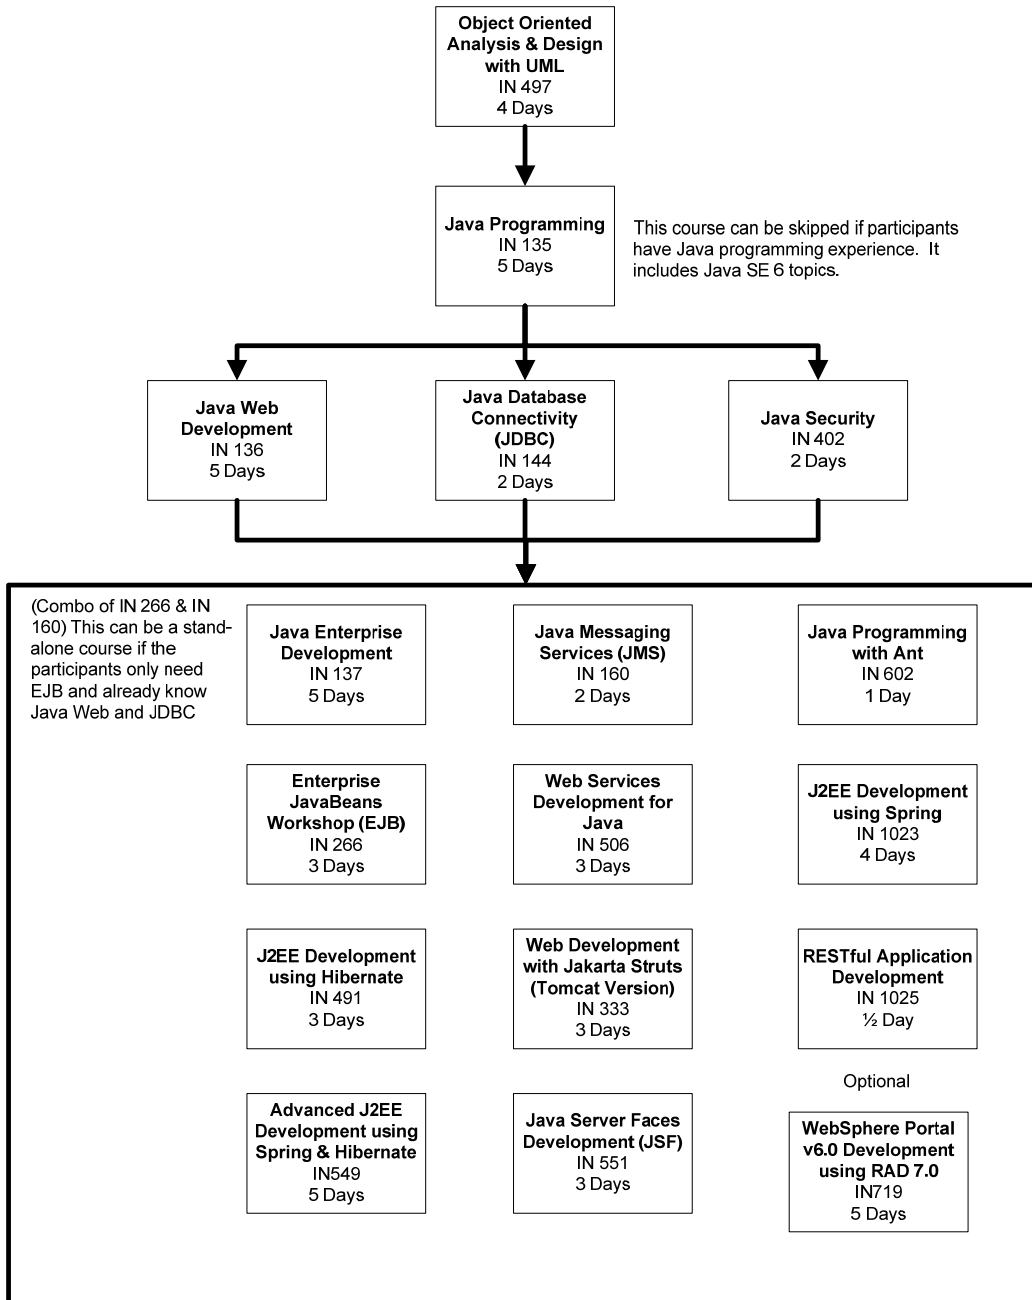 Object Oriented
Analysis & Design
with UML
IN 497
4 Days
Java Programming
IN 135
5 Days
This course can be skipped if participants
have Java programming experience.  It
includes Java SE 6 topics.
Java Web
Development
IN 136
5 Days
Java Database
Connectivity
(JDBC)
IN 144
2 Days
Java Security
IN 402
2 Days
(Combo of IN 266 & IN
160) This can be a stand-
alone course if the
participants only need
EJB and already know
Java Web and JDBC
Java Enterprise
Development
IN 137
5 Days
Java Messaging
Services (JMS)
IN 160
2 Days
Java Programming
with Ant
IN 602
1 Day
Enterprise
JavaBeans
Workshop (EJB)
IN 266
3 Days
Web Services
Development for
Java
IN 506
3 Days
J2EE Development
using Spring
IN 1023
4 Days
J2EE Development
using Hibernate
IN 491
3 Days
Web Development
with Jakarta Struts
(Tomcat Version)
IN 333
3 Days
RESTful Application
Development
IN 1025
½ Day
Advanced J2EE
Development using
Spring & Hibernate
IN549
5 Days
Java Server Faces
Development (JSF)
IN 551
3 Days
Optional
WebSphere Portal
v6.0 Development
using RAD 7.0
IN719
5 Days